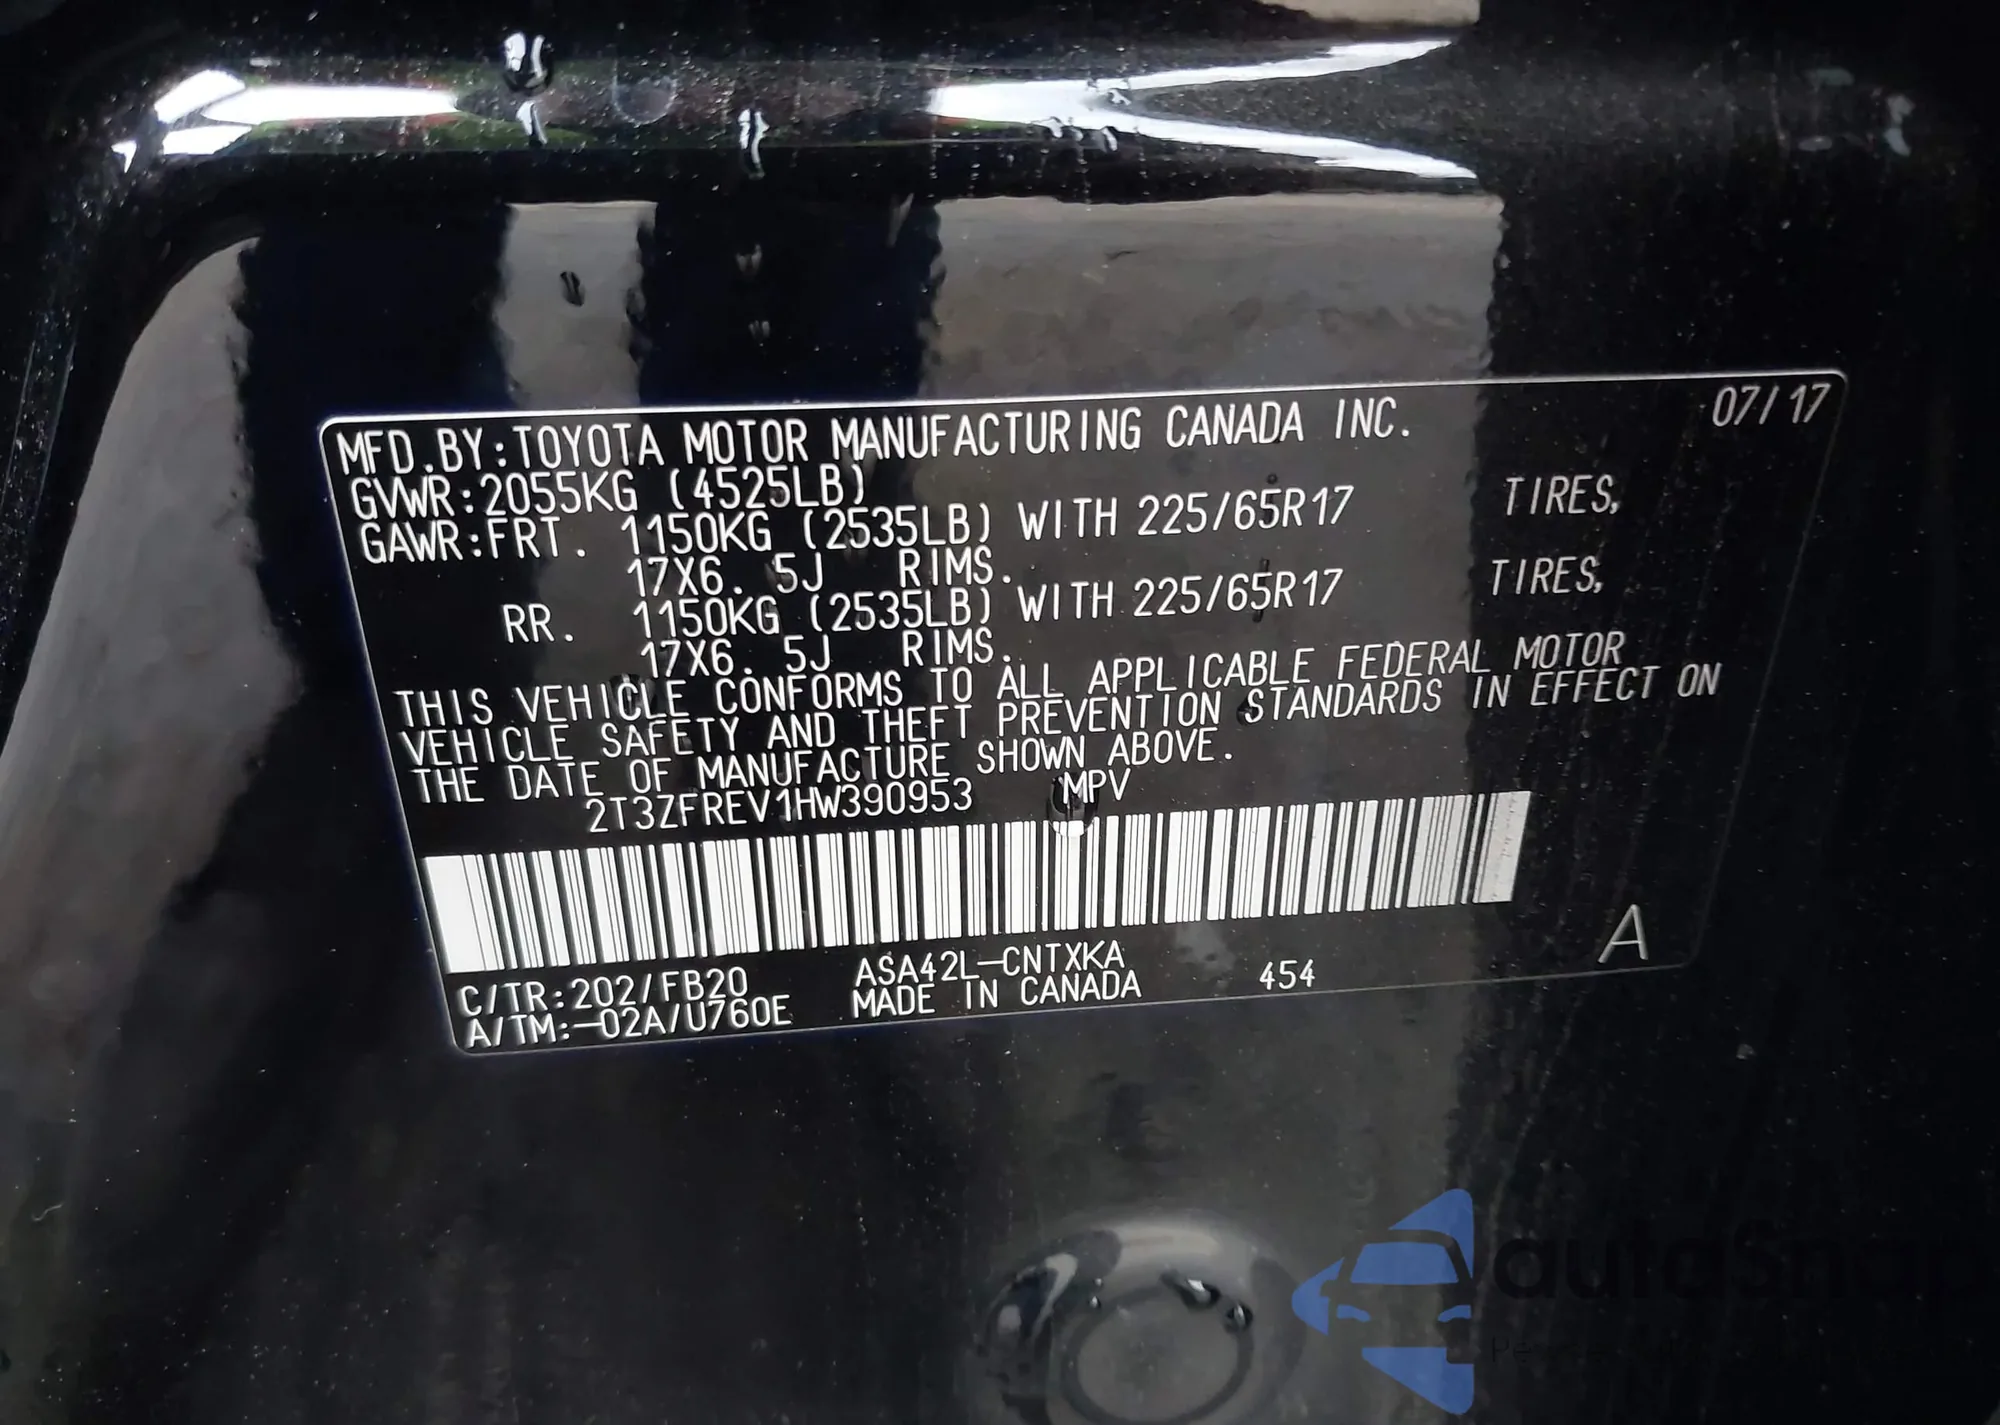 MFD.BY:TOYOTA MOTOR MANUFACTURING CANADA INC. 07/17
GVWR:2055KG (4525LB)
GAWR:FRT. 1150KG (2535LB) WITH 225/65R17 TIRES,
17X6.5J RIMS.
RR. 1150KG (2535LB) WITH 225/65R17 TIRES,
17X6.5J RIMS.
THIS VEHICLE CONFORMS TO ALL APPLICABLE FEDERAL MOTOR
VEHICLE SAFETY AND THEFT PREVENTION STANDARDS IN EFFECT ON
THE DATE OF MANUFACTURE SHOWN ABOVE.
2T3ZFREV1HW390953 MPV
A
C/TR:202/FB20 ASA42L-CNTXKA 454
A/TM:-02A/U760E MADE IN CANADA
autoSnap